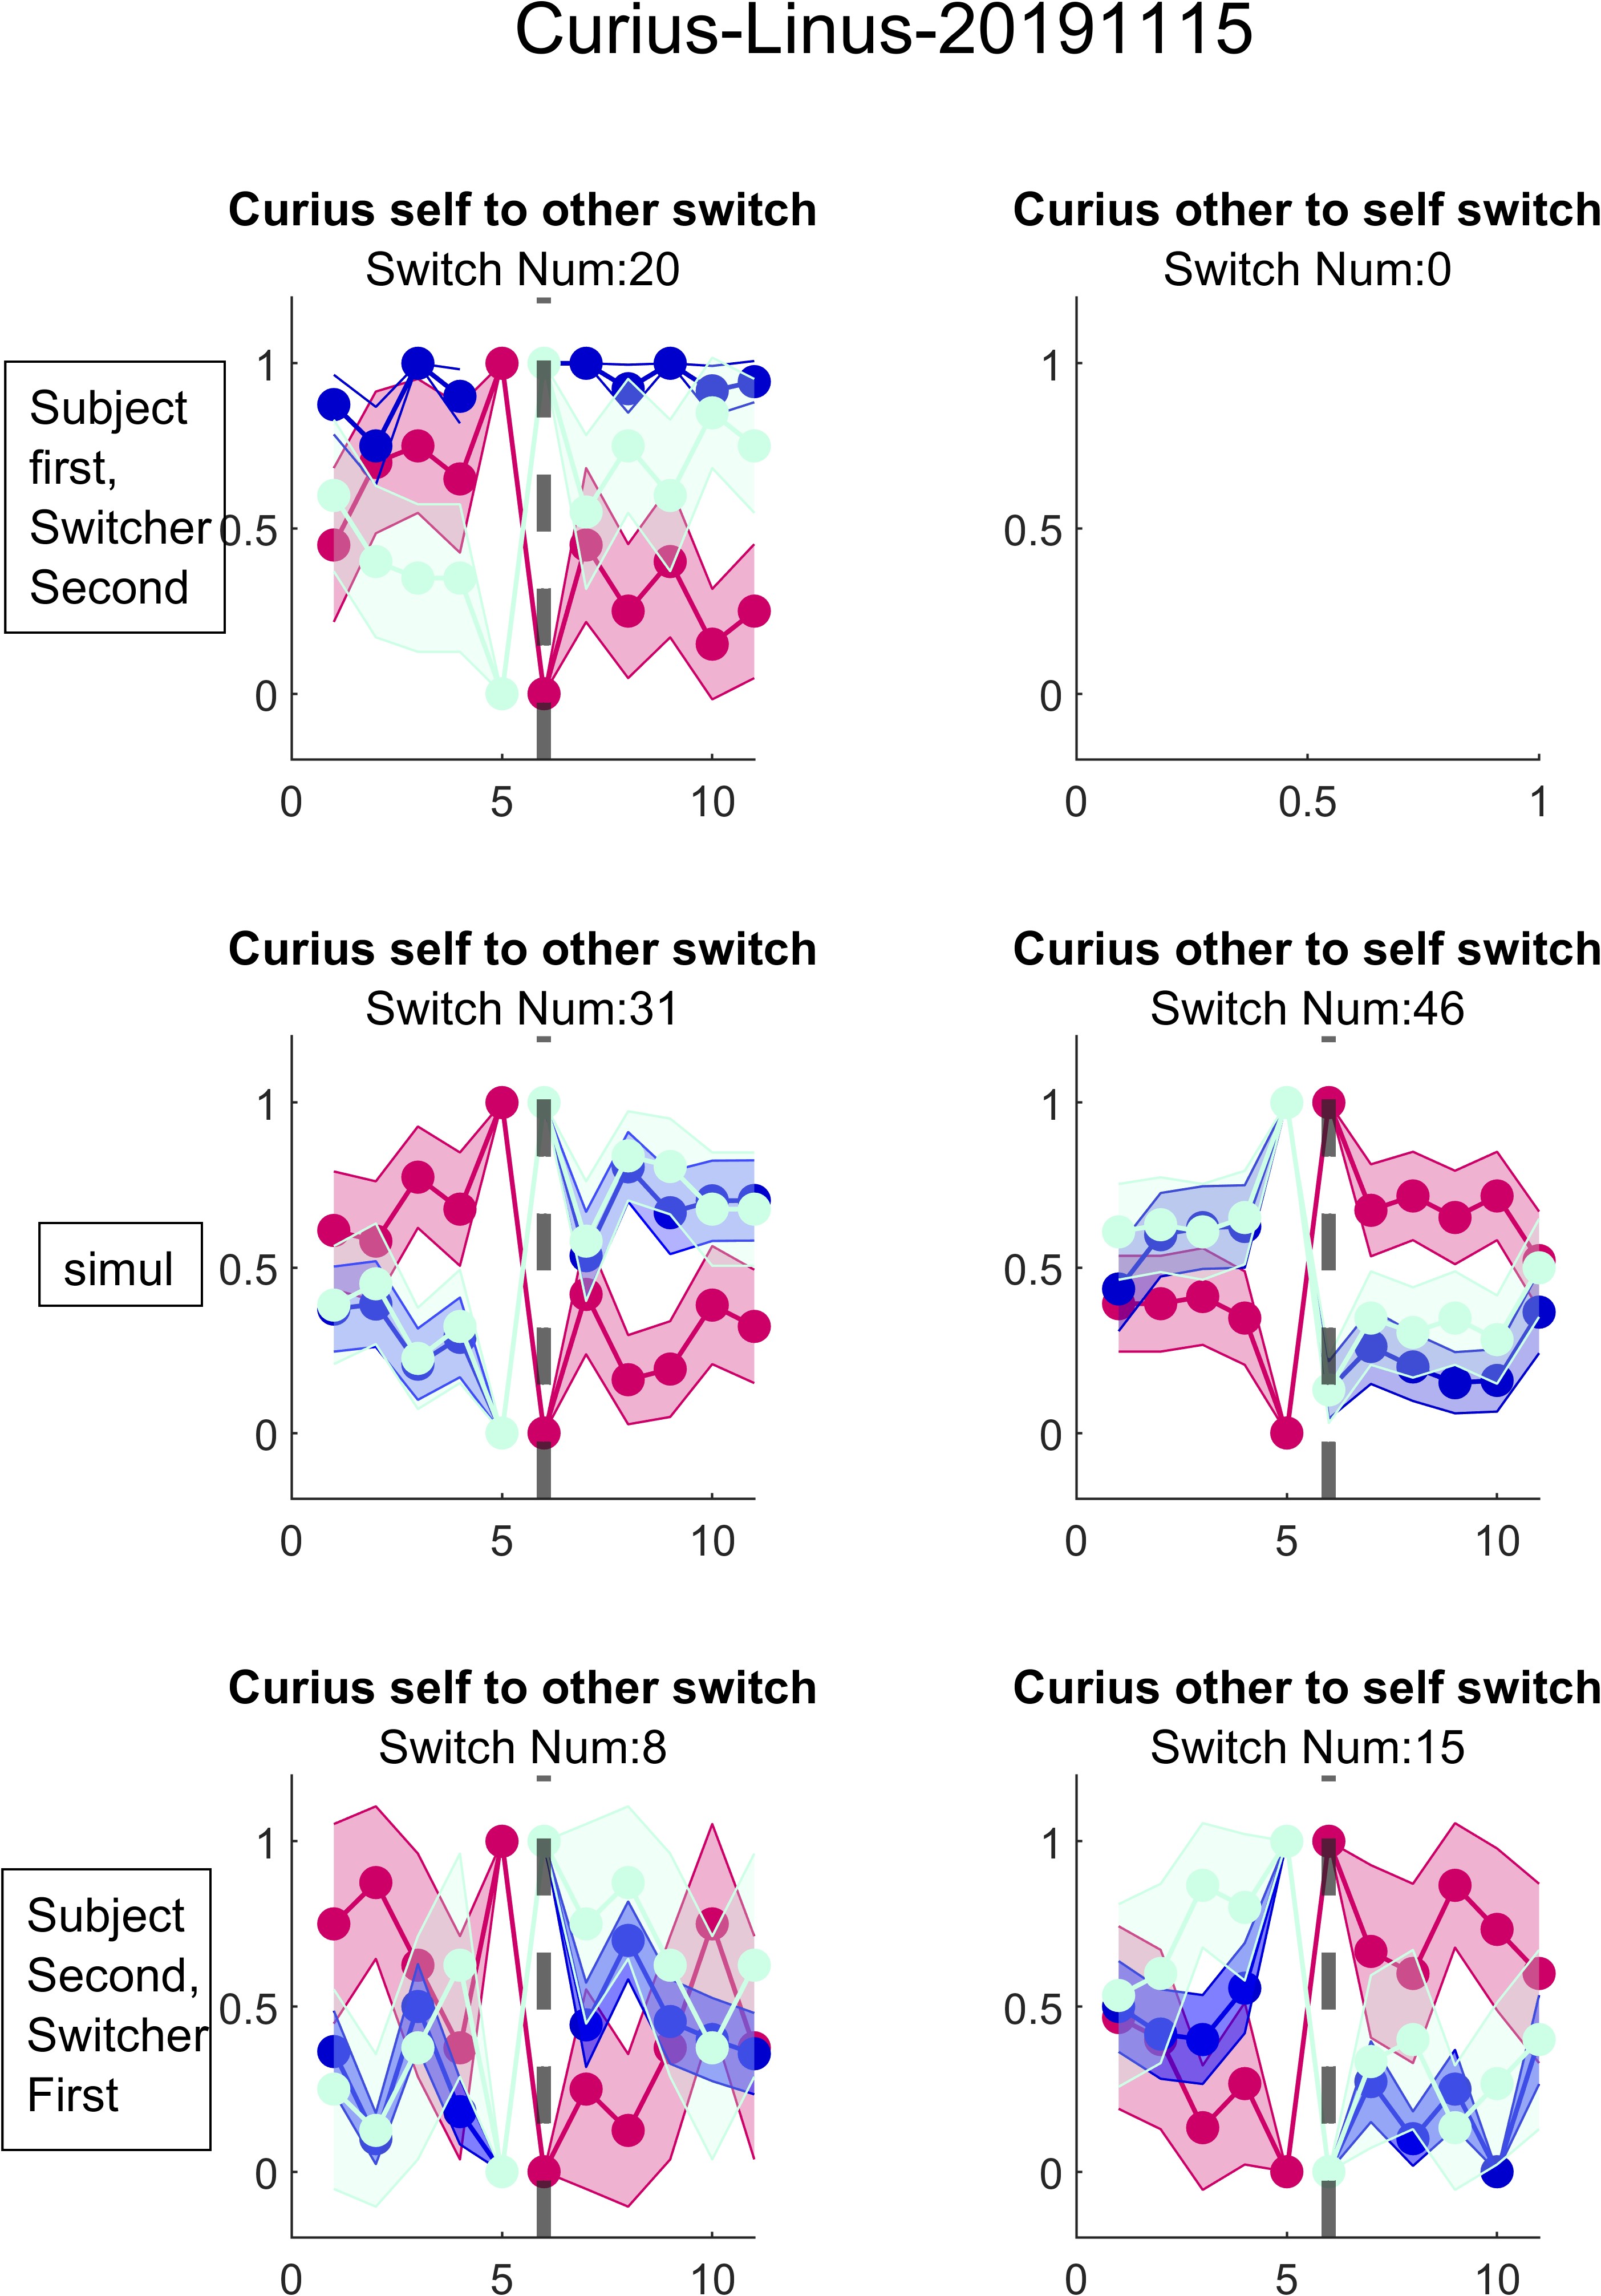 Curius-Linus-20191115
Curius self to other switch
Switch Num:20
Curius other to self switch
Switch Num:0
Subject
first,
Switcher
Second
1
0.5
0
0
5
10
1
0.5
0
0
0.5
1
Curius self to other switch
Switch Num:31
Curius other to self switch
Switch Num:46
simul
1
0.5
0
0
5
10
1
0.5
0
0
5
10
Curius self to other switch
Switch Num:8
Curius other to self switch
Switch Num:15
Subject
Second,
Switcher
First
1
0.5
0
0
5
10
1
0.5
0
0
5
10